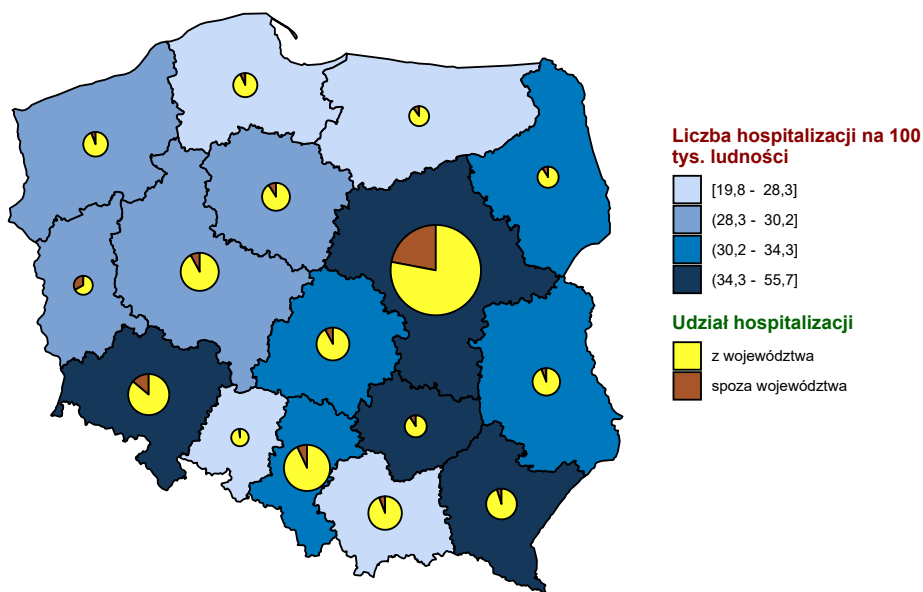 Liczba hospitalizacji na 100
tys. ludności
[19,8 - 28,3]
(28,3 - 30,2]
(30,2 - 34,3]
(34,3 - 55,7]
Udział hospitalizacji
z województwa
spoza województwa